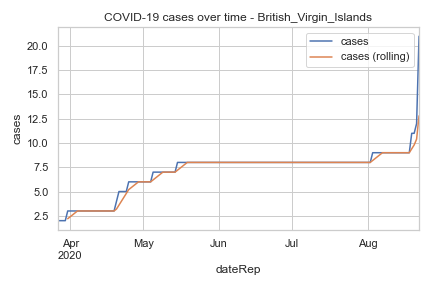 COVID-19 cases over time - British_Virgin_Islands
cases
cases (rolling)
20.0
17.5
15.0
12.5
10.0
7.5
5.0
2.5
cases
Apr May Jun Jul Aug
2020
dateRep